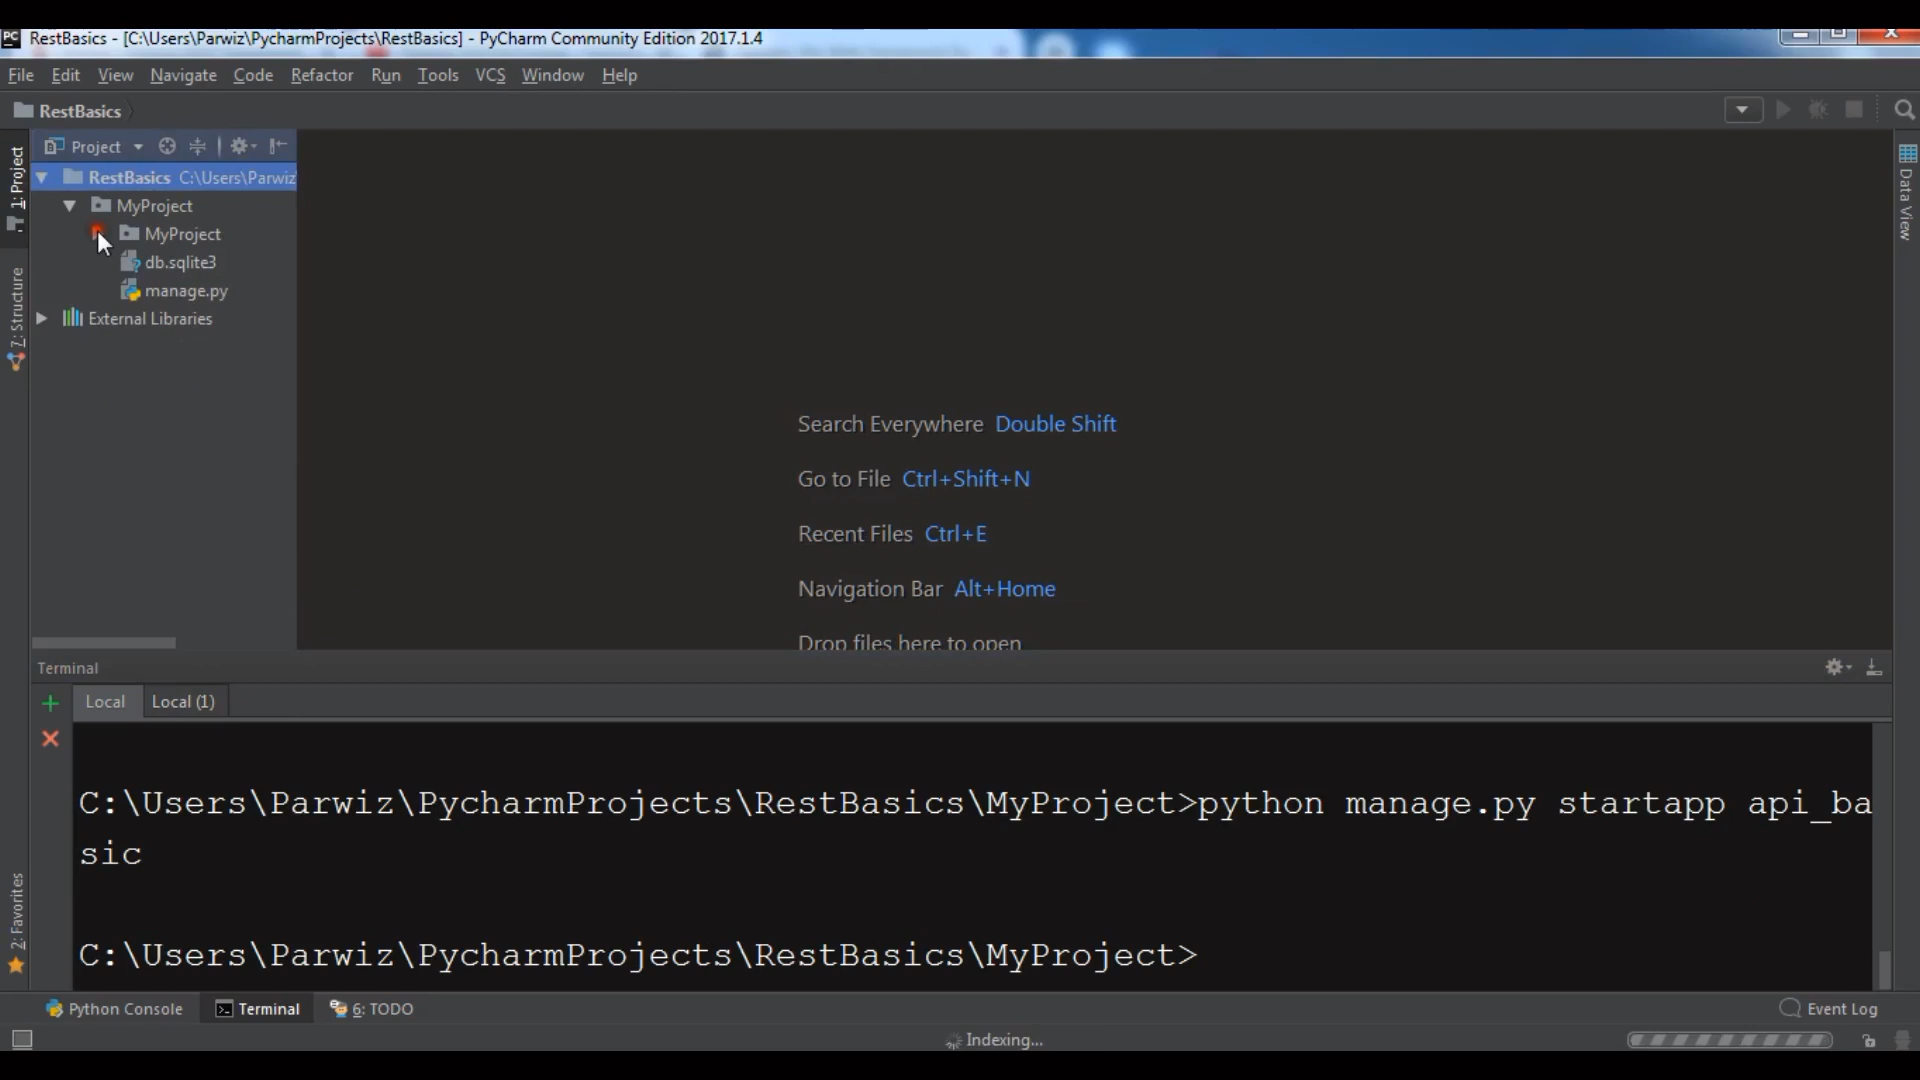 RestBasics - [C:\Users\Parwiz\PycharmProjects\RestBasics] - PyCharm Community Edition 2017.1.4
File Edit View Navigate Code Refactor Run Tools VCS Window Help
RestBasics
1: Project
7: Structure
2: Favorites
Project
RestBasics C:\Users\Parwiz
MyProject
MyProject
db.sqlite3
manage.py
External Libraries
Search Everywhere Double Shift
Go to File Ctrl+Shift+N
Recent Files Ctrl+E
Navigation Bar Alt+Home
Drop files here to open
Data View
Terminal
Local Local (1)
C:\Users\Parwiz\PycharmProjects\RestBasics\MyProject>python manage.py startapp api_ba
sic
C:\Users\Parwiz\PycharmProjects\RestBasics\MyProject>
Python Console Terminal 6: TODO Event Log
Indexing...